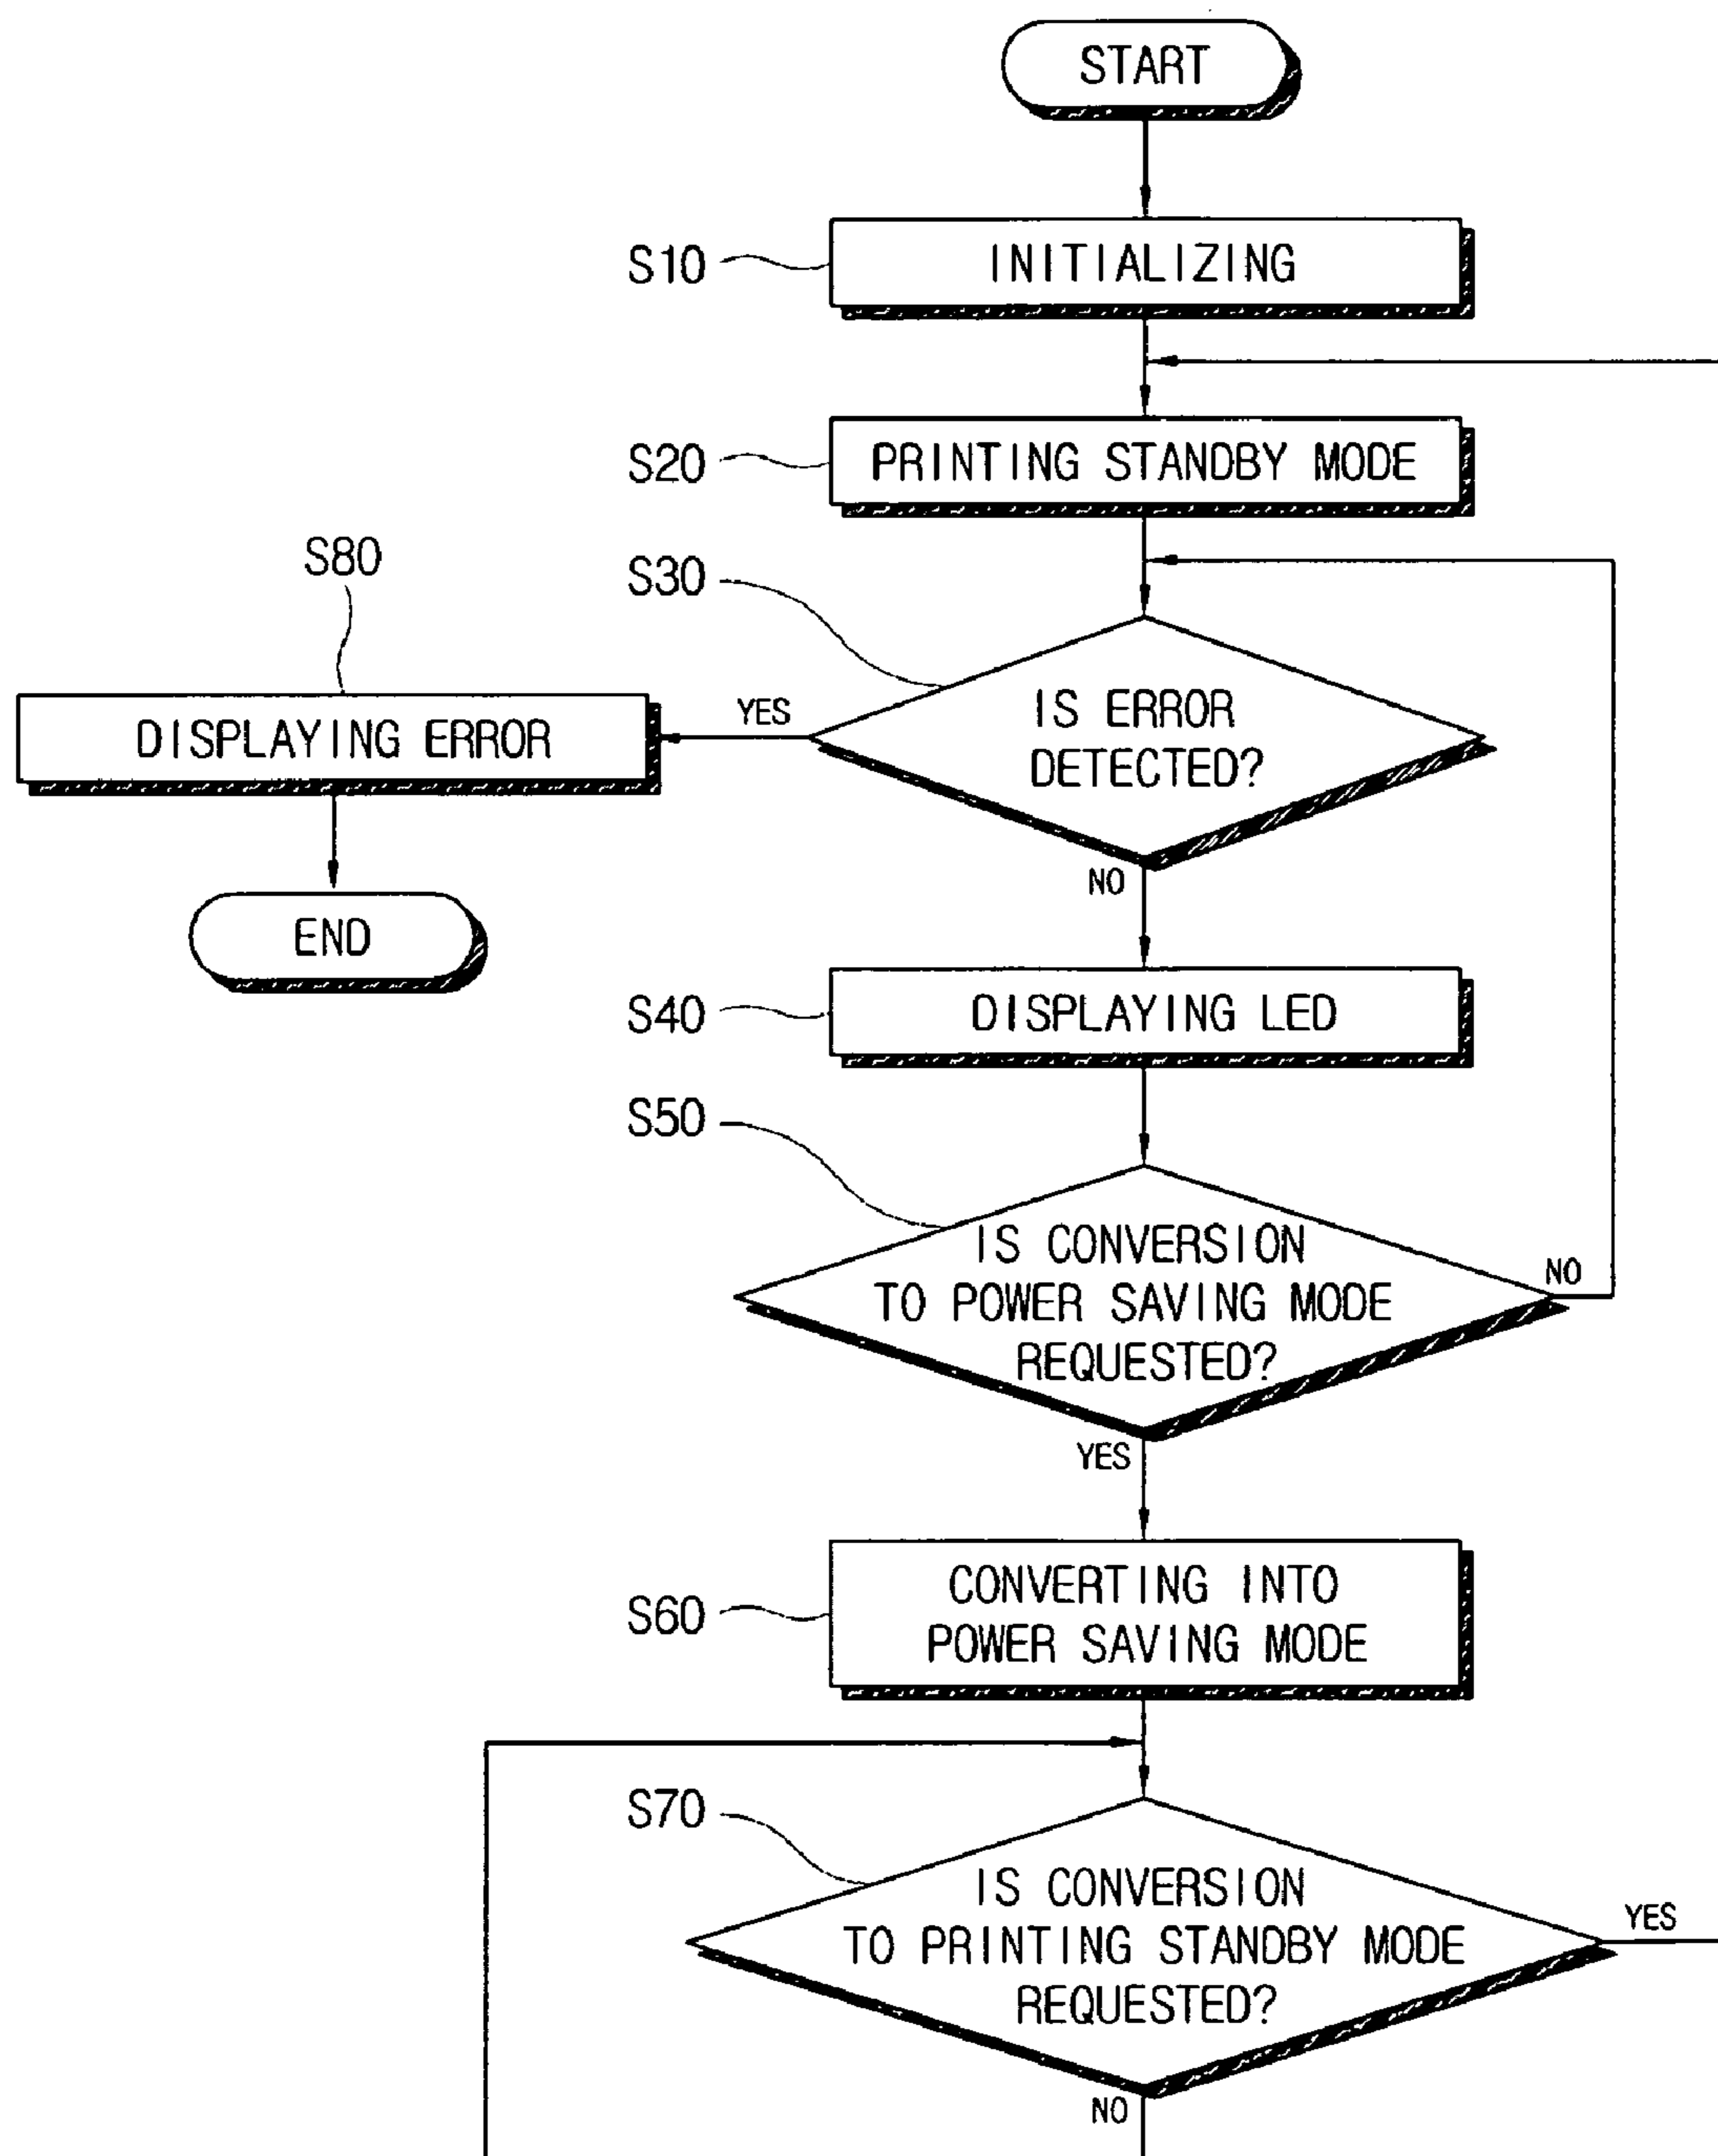 START
S10
INITIALIZING
S20
PRINTING STANDBY MODE
S80
S30
YES
IS ERROR
DETECTED?
DISPLAYING ERROR
NO
END
S40
DISPLAYING LED
S50
IS CONVERSION
TO POWER SAVING MODE
REQUESTED?
NO
YES
S60
CONVERTING INTO
POWER SAVING MODE
S70
IS CONVERSION
TO PRINTING STANDBY MODE
REQUESTED?
YES
NO